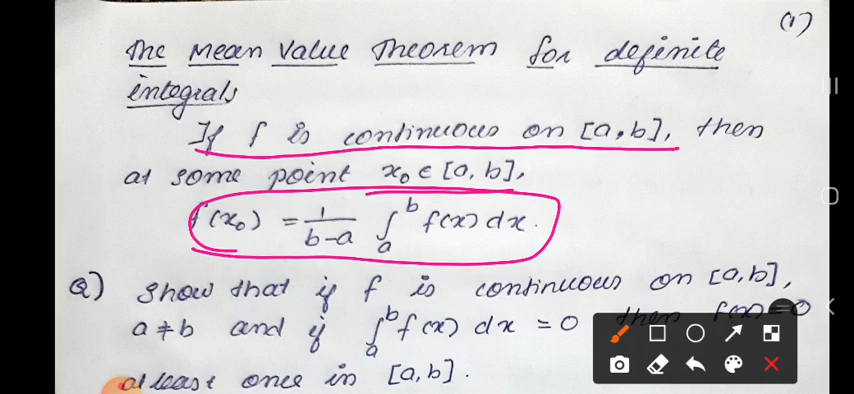 (1)
The Mean Value Theorem for definite
integrals
If f is continuous on [a,b], then
at some point x₀ ∈ [a, b],
f(x₀) = 1/(b-a) ∫ₐᵇ f(x) dx.
Q) Show that if f is continuous on [a,b],
a ≠ b and if ∫ₐᵇ f(x) dx = 0 then f(x)=0
at least once in [a,b].